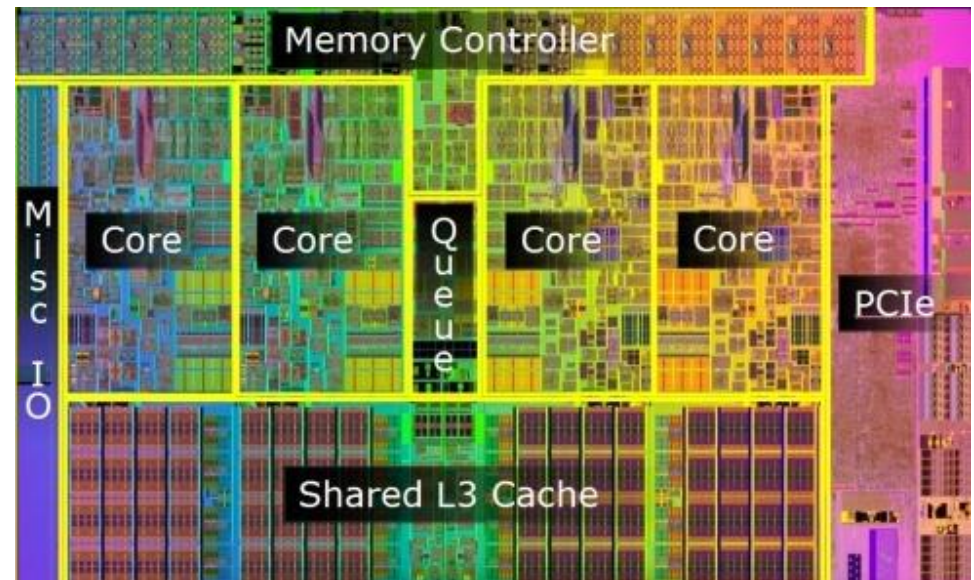 Memory Controller
Misc IO
Core
Core
Queue
Core
Core
PCIe
Shared L3 Cache